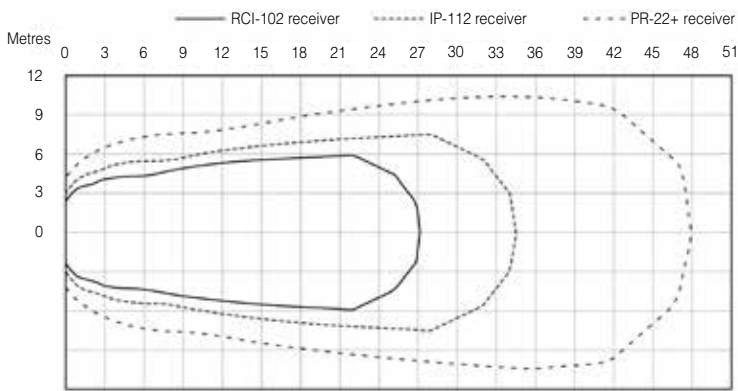 RCI-102 receiver IP-112 receiver PR-22+ receiver
Metres
0 3 6 9 12 15 18 21 24 27 30 33 36 39 42 45 48 51
12
9
6
3
0